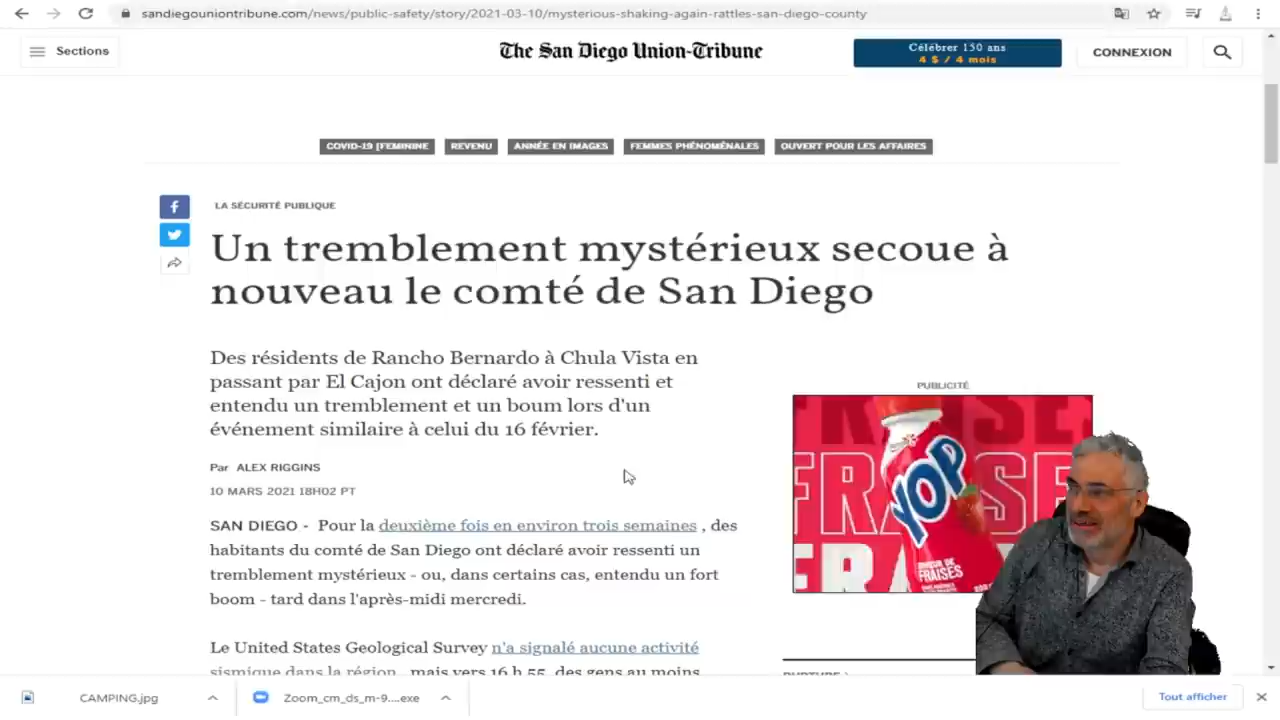 sandiegouniontribune.com/news/public-safety/story/2021-03-10/mysterious-shaking-again-rattles-san-diego-county
Sections
The San Diego Union-Tribune
Célébrer 150 ans
4 $ / 4 mois
CONNEXION
COVID-19 [FEMININE
REVENU
ANNÉE EN IMAGES
FEMMES PHÉNOMÉNALES
OUVERT POUR LES AFFAIRES
LA SÉCURITÉ PUBLIQUE
Un tremblement mystérieux secoue à
nouveau le comté de San Diego
Des résidents de Rancho Bernardo à Chula Vista en
passant par El Cajon ont déclaré avoir ressenti et
entendu un tremblement et un boum lors d'un
événement similaire à celui du 16 février.
Par ALEX RIGGINS
10 MARS 2021 18H02 PT
SAN DIEGO - Pour la deuxième fois en environ trois semaines , des
habitants du comté de San Diego ont déclaré avoir ressenti un
tremblement mystérieux - ou, dans certains cas, entendu un fort
boom - tard dans l'après-midi mercredi.
Le United States Geological Survey n'a signalé aucune activité
sismique dans la région , mais vers 16 h 55, des gens au moins
PUBLICITÉ
FRAISE
YOP
FRAISES
CAMPING.jpg
Zoom_cm_ds_m-9....exe
Tout afficher